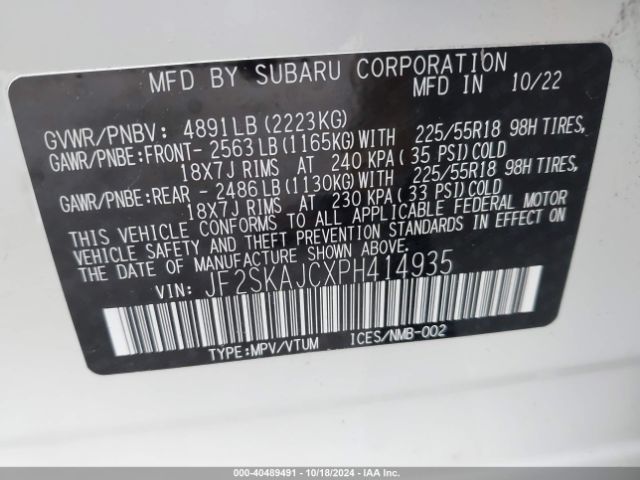 MFD BY SUBARU CORPORATION
MFD IN 10/22
GVWR/PNBV: 4891LB(2223KG)
GAWR/PNBE:FRONT- 2563LB(1165KG)WITH 225/55R18 98H TIRES,
18X7J RIMS AT 240 KPA(35 PSI)COLD
GAWR/PNBE:REAR - 2486LB(1130KG)WITH 225/55R18 98H TIRES,
18X7J RIMS AT 230 KPA(33 PSI)COLD
THIS VEHICLE CONFORMS TO ALL APPLICABLE FEDERAL MOTOR
VEHICLE SAFETY AND THEFT PREVENTION STANDARDS IN EFFECT ON
THE DATE OF MANUFACTURE SHOWN ABOVE.
VIN: JF2SKAJCXPH414935
TYPE:MPV/VTUM ICES/NMB-002
000-40489491 - 10/18/2024 - IAA Inc.